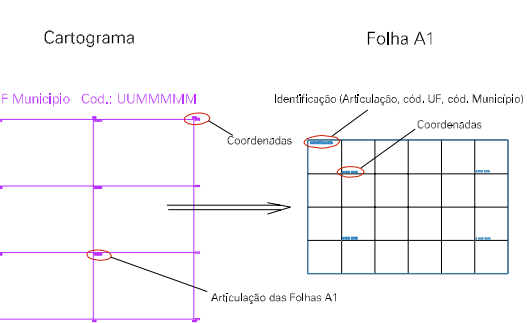 Cartograma
Folha A1
F Municipio Cod.: UUMMMMM
Identificação (Articulação, cód. UF, cód. Município)
Coordenadas
Coordenadas
Articulação das Folhas A1